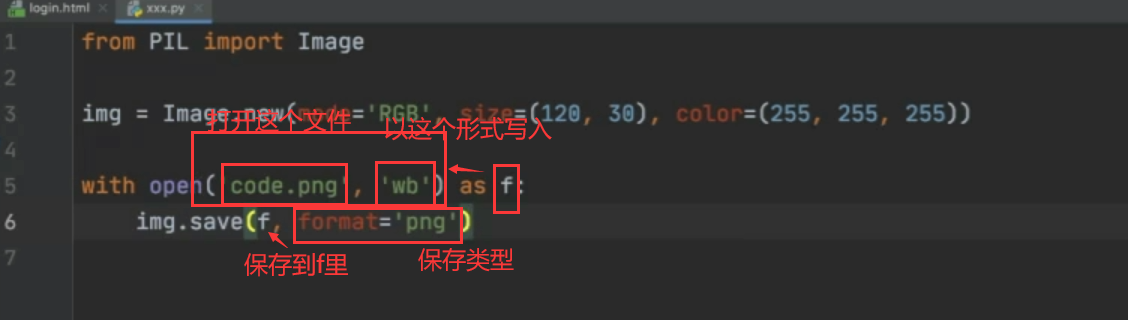 login.html xxx.py
1 from PIL import Image
2
3 img = Image.new(mode='RGB', size=(120, 30), color=(255, 255, 255))
打开这个文件 以这个形式写入
4
5 with open('code.png', 'wb') as f:
6 img.save(f, format='png')
保存到f里 保存类型
7